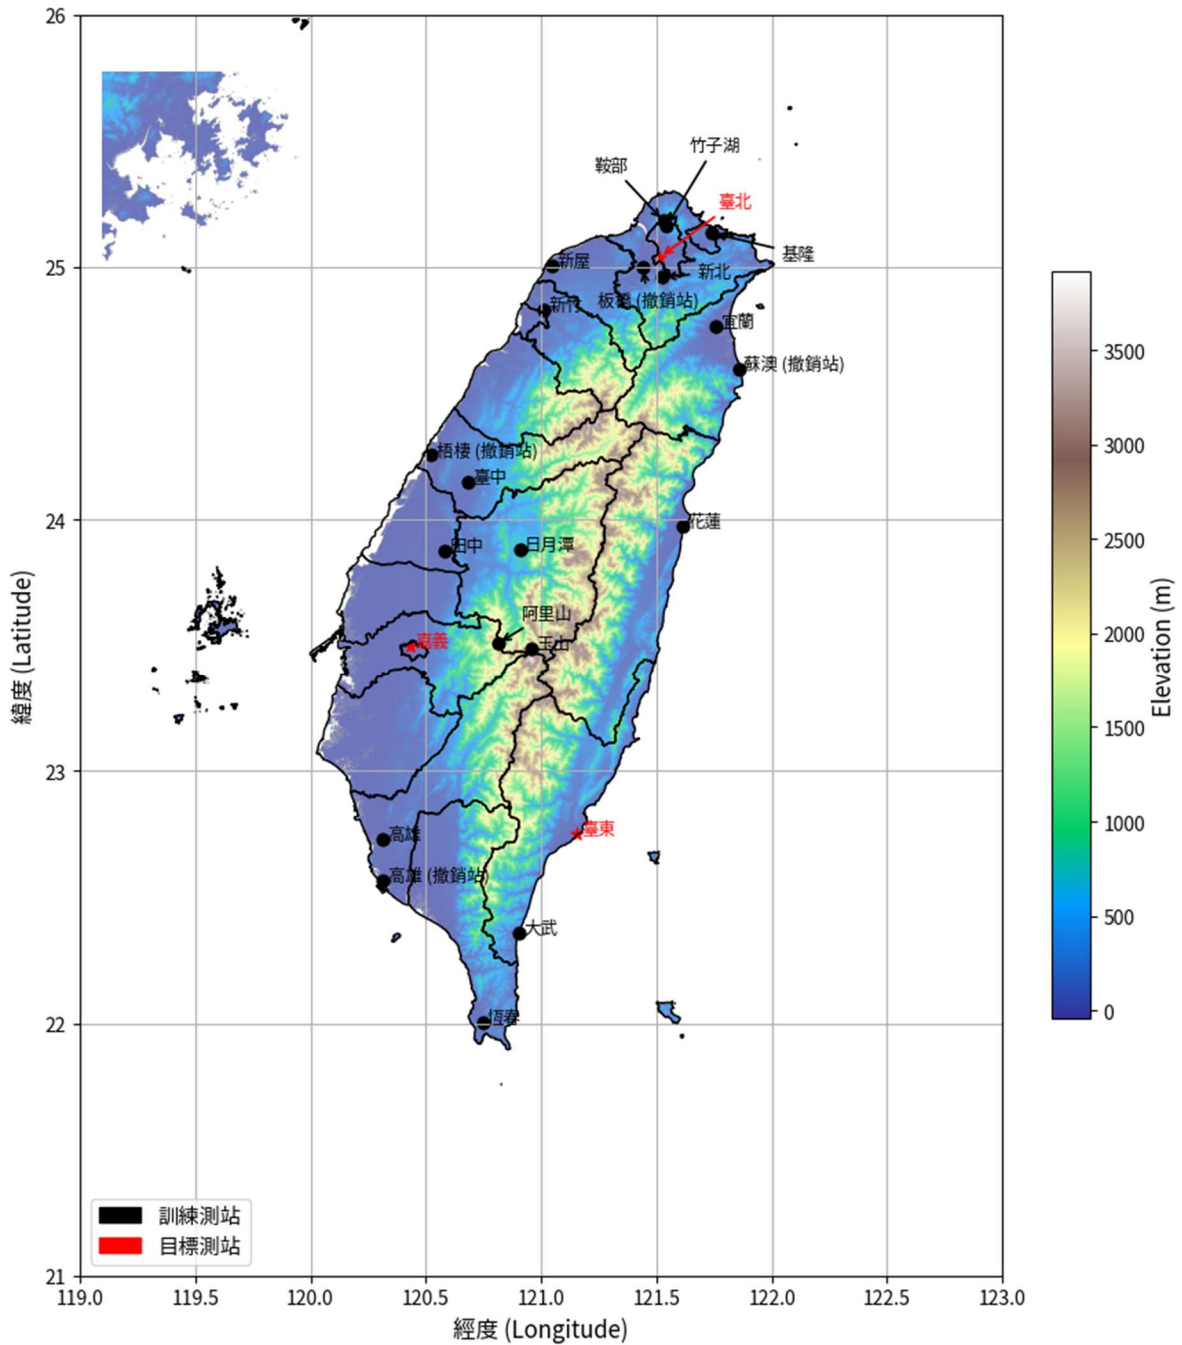 26
竹子湖
鞍部
臺北
基隆
25
新屋
新北
板橋 (撤銷站)
新竹
宜蘭
蘇澳 (撤銷站)
梧棲 (撤銷站)
臺中
24
花蓮
田中
日月潭
阿里山
嘉義
玉山
23
高雄
臺東
高雄 (撤銷站)
大武
22
恆春
21
訓練測站
目標測站
119.0
119.5
120.0
120.5
121.0
121.5
122.0
122.5
123.0
經度 (Longitude)
緯度 (Latitude)
3500
3000
2500
2000
1500
1000
500
0
Elevation (m)